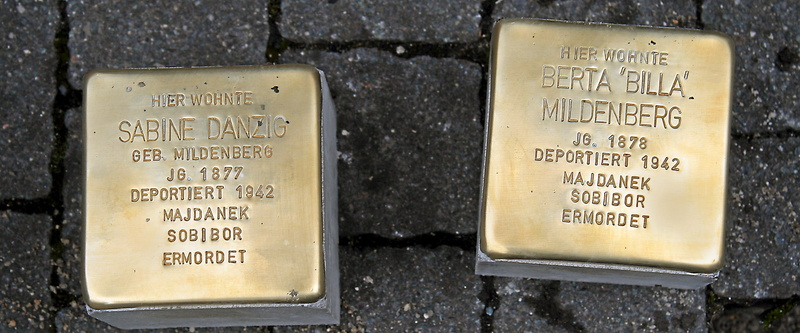 HIER WOHNTE
SABINE DANZIG
GEB. MILDENBERG
JG. 1877
DEPORTIERT 1942
MAJDANEK
SOBIBOR
ERMORDET
HIER WOHNTE
BERTA "BILLA"
MILDENBERG
JG. 1878
DEPORTIERT 1942
MAJDANEK
SOBIBOR
ERMORDET